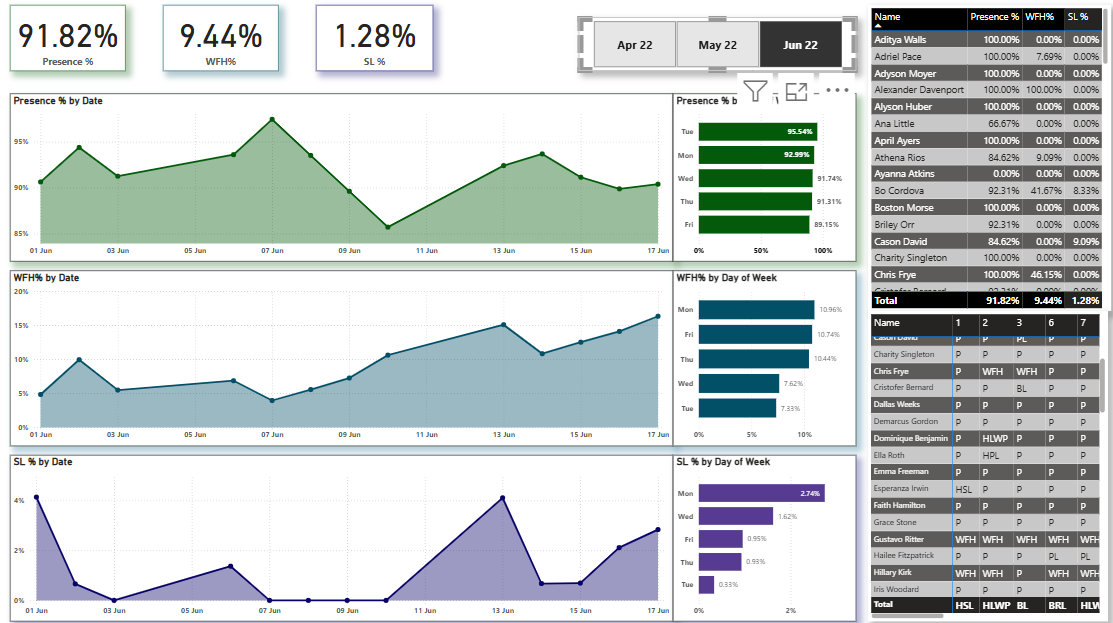 91.82%
Presence %
9.44%
WFH%
1.28%
SL %
Apr 22
May 22
Jun 22
Presence % by Date
95%
90%
85%
01 Jun
03 Jun
05 Jun
07 Jun
09 Jun
11 Jun
13 Jun
15 Jun
17 Jun
Presence % b
Tue 95.54%
Mon 92.99%
Wed 91.74%
Thu 91.31%
Fri 89.15%
0% 50% 100%
WFH% by Date
20%
15%
10%
5%
0%
01 Jun
03 Jun
05 Jun
07 Jun
09 Jun
11 Jun
13 Jun
15 Jun
17 Jun
WFH% by Day of Week
Mon 10.96%
Fri 10.74%
Thu 10.44%
Wed 7.62%
Tue 7.33%
0% 5% 10%
SL % by Date
4%
2%
0%
01 Jun
03 Jun
05 Jun
07 Jun
09 Jun
11 Jun
13 Jun
15 Jun
17 Jun
SL % by Day of Week
Mon 2.74%
Wed 1.62%
Fri 0.95%
Thu 0.93%
Tue 0.33%
0% 2%
Name Presence % WFH% SL %
Aditya Walls 100.00% 0.00% 0.00%
Adriel Pace 100.00% 7.69% 0.00%
Adyson Moyer 100.00% 0.00% 0.00%
Alexander Davenport 100.00% 100.00% 0.00%
Alyson Huber 100.00% 0.00% 0.00%
Ana Little 66.67% 0.00% 0.00%
April Ayers 100.00% 0.00% 0.00%
Athena Rios 84.62% 9.09% 0.00%
Ayanna Atkins 0.00% 0.00% 0.00%
Bo Cordova 92.31% 41.67% 8.33%
Boston Morse 100.00% 0.00% 0.00%
Briley Orr 92.31% 0.00% 0.00%
Cason David 84.62% 0.00% 9.09%
Charity Singleton 100.00% 0.00% 0.00%
Chris Frye 100.00% 46.15% 0.00%
Cristofer Bernard 92.31% 0.00% 0.00%
Total 91.82% 9.44% 1.28%
Name 1 2 3 6 7
Cason David P P PL P P
Charity Singleton P P P P P
Chris Frye P WFH WFH P P
Cristofer Bernard P P BL P P
Dallas Weeks P P P P P
Demarcus Gordon P P P P P
Dominique Benjamin P HLWP P P P
Ella Roth P HPL P P P
Emma Freeman P P P P P
Esperanza Irwin HSL P P P P
Faith Hamilton P P P P P
Grace Stone P P P P P
Gustavo Ritter WFH WFH WFH WFH WFH
Hailee Fitzpatrick P P P PL PL
Hillary Kirk WFH WFH P WFH WFH
Iris Woodard P P P P P
Total HSL HLWP BL BRL HLW